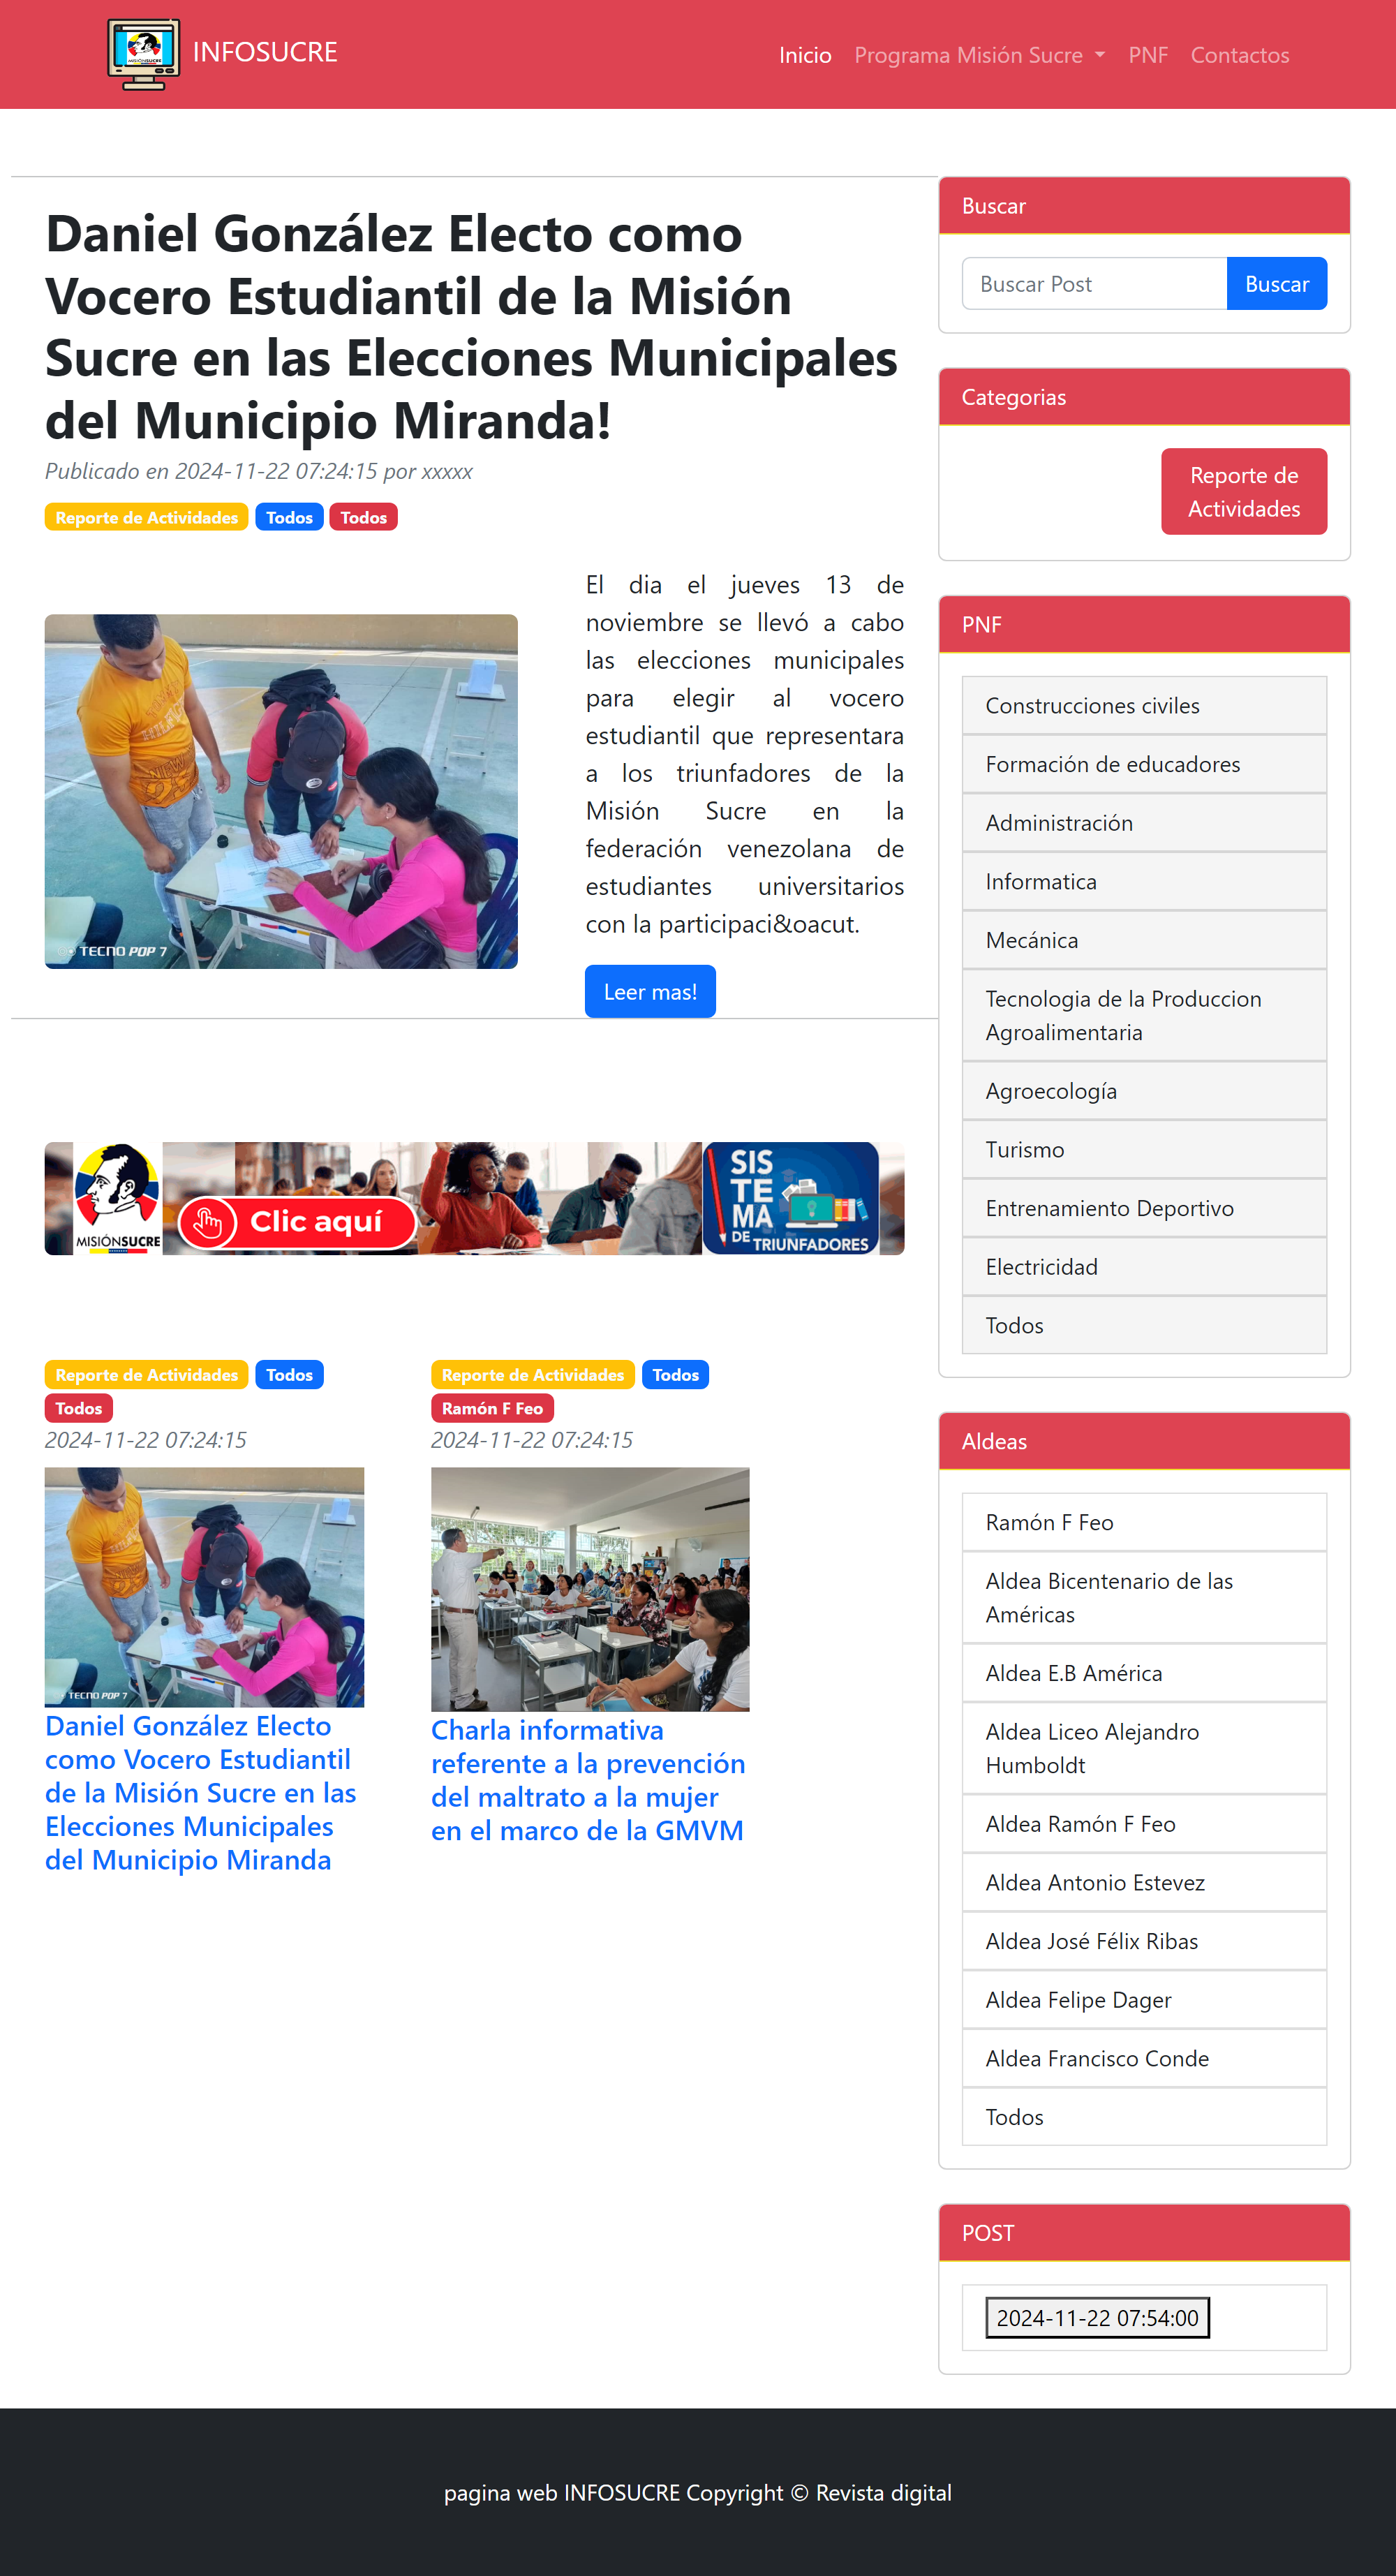 INFOSUCRE
Inicio
Programa Misión Sucre
PNF
Contactos
Daniel González Electo como
Vocero Estudiantil de la Misión
Sucre en las Elecciones Municipales
del Municipio Miranda!
Publicado en 2024-11-22 07:24:15 por xxxxx
Reporte de Actividades Todos Todos
TECNO POP 7
El dia el jueves 13 de
noviembre se llevó a cabo
las elecciones municipales
para elegir al vocero
estudiantil que representara
a los triunfadores de la
Misión Sucre en la
federación venezolana de
estudiantes universitarios
con la participaci&oacut.
Leer mas!
MISIÓNSUCRE
Clic aquí
SIS
TE
MA
DE TRIUNFADORES
Reporte de Actividades Todos
Todos
2024-11-22 07:24:15
TECNO POP 7
Daniel González Electo
como Vocero Estudiantil
de la Misión Sucre en las
Elecciones Municipales
del Municipio Miranda
Reporte de Actividades Todos
Ramón F Feo
2024-11-22 07:24:15
Charla informativa
referente a la prevención
del maltrato a la mujer
en el marco de la GMVM
Buscar
Buscar Post
Buscar
Categorias
Reporte de
Actividades
PNF
Construcciones civiles
Formación de educadores
Administración
Informatica
Mecánica
Tecnologia de la Produccion
Agroalimentaria
Agroecología
Turismo
Entrenamiento Deportivo
Electricidad
Todos
Aldeas
Ramón F Feo
Aldea Bicentenario de las
Américas
Aldea E.B América
Aldea Liceo Alejandro
Humboldt
Aldea Ramón F Feo
Aldea Antonio Estevez
Aldea José Félix Ribas
Aldea Felipe Dager
Aldea Francisco Conde
Todos
POST
2024-11-22 07:54:00
pagina web INFOSUCRE Copyright © Revista digital